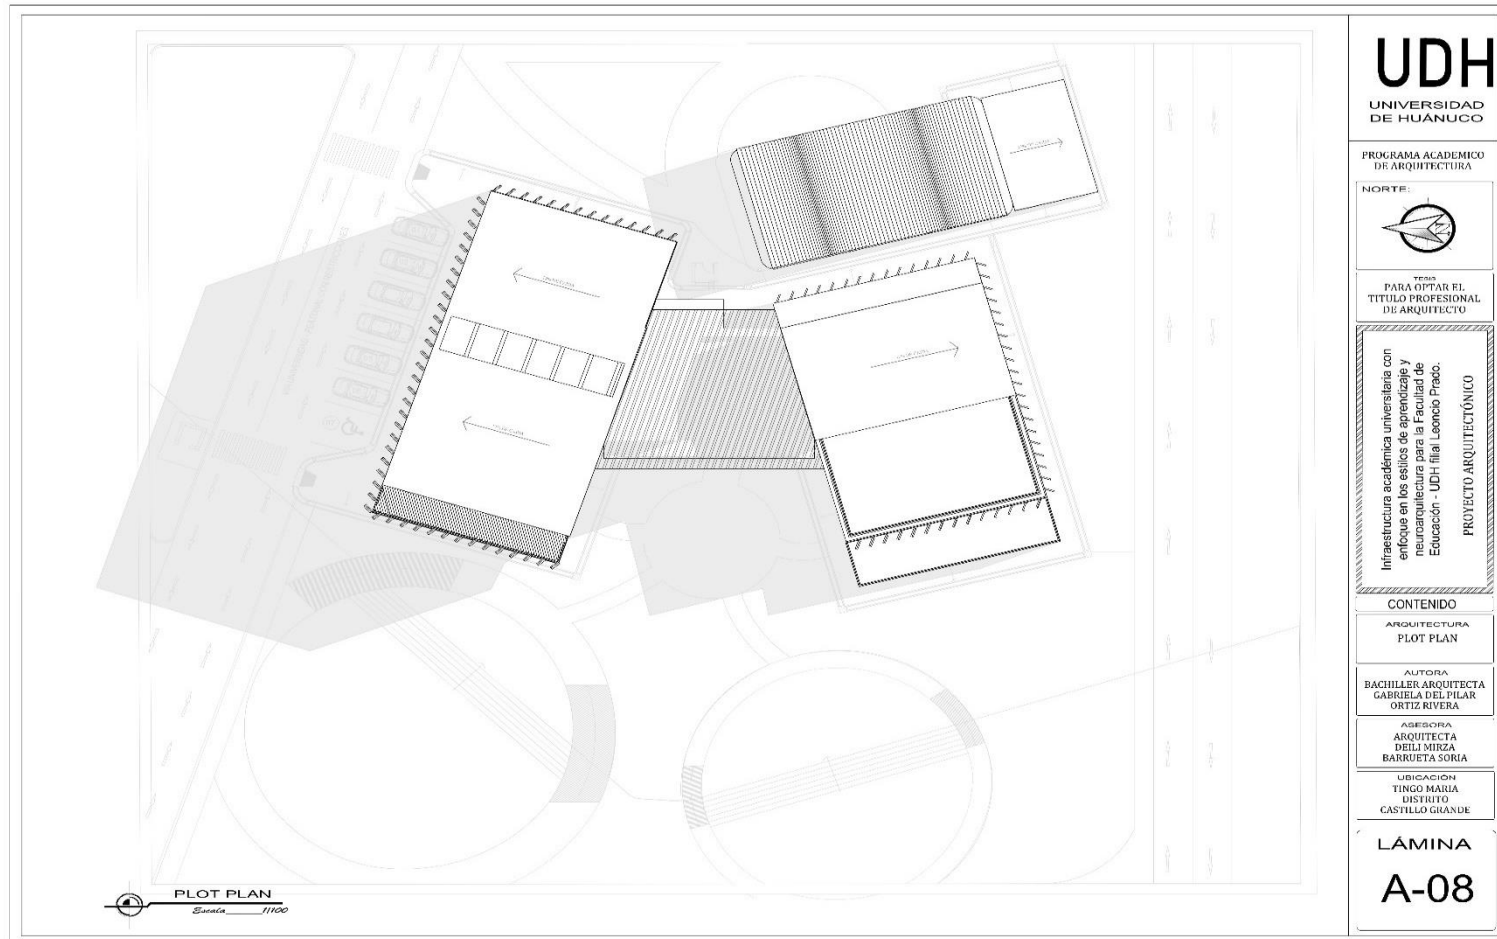 UDH
UNIVERSIDAD
DE HUÁNUCO
PROGRAMA ACADEMICO
DE ARQUITECTURA
NORTE:
N
TESIS
PARA OPTAR EL
TITULO PROFESIONAL
DE ARQUITECTO
Infraestructura académica universitaria con
enfoque en los estilos de aprendizaje y
neuroarquitectura para la Facultad de
Educación - UDH filial Leoncio Prado.
PROYECTO ARQUITECTÓNICO
CONTENIDO
ARQUITECTURA
PLOT PLAN
AUTORA
BACHILLER ARQUITECTA
GABRIELA DEL PILAR
ORTIZ RIVERA
ASESORA
ARQUITECTA
DEILI MIRZA
BARRUETA SORIA
UBICACIÓN
TINGO MARIA
DISTRITO
CASTILLO GRANDE
LÁMINA
A-08
PLOT PLAN
Escala______1/100